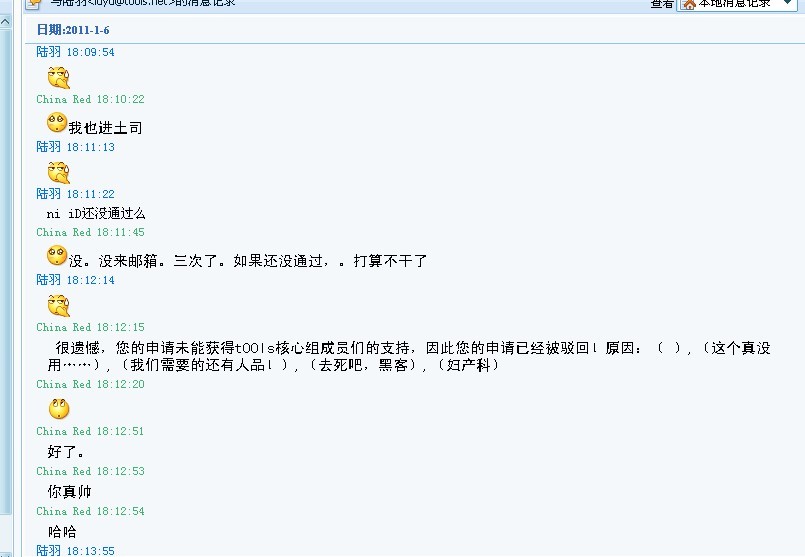 与陆羽<luyu@tools.net>的消息记录 查看 本地消息记录
日期:2011-1-6
陆羽 18:09:54
China Red 18:10:22
我也进土司
陆羽 18:11:13
陆羽 18:11:22
ni iD还没通过么
China Red 18:11:45
没。没来邮箱。三次了。如果还没通过，。打算不干了
陆羽 18:12:14
China Red 18:12:15
很遗憾，您的申请未能获得t00ls核心组成员们的支持，因此您的申请已经被驳回！原因：（ ），（这个真没
用……），（我们需要的还有人品！），（去死吧，黑客），（妇产科）
China Red 18:12:20
China Red 18:12:51
好了。
China Red 18:12:53
你真帅
China Red 18:12:54
哈哈
陆羽 18:13:55